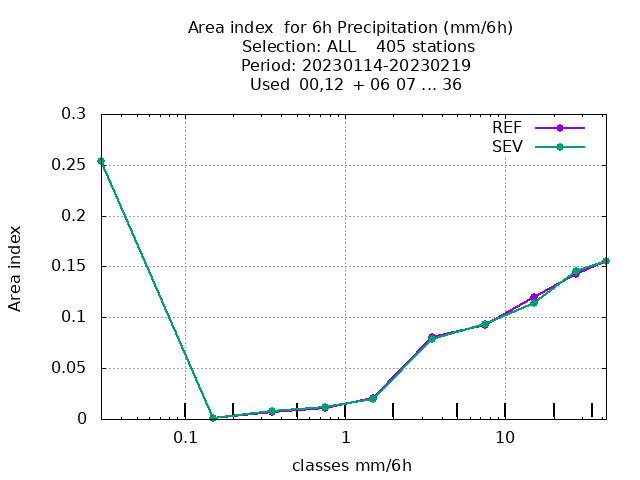 Area index  for 6h Precipitation (mm/6h)
Selection: ALL    405 stations
Period: 20230114-20230219
Used  00,12  + 06 07 ... 36
0.3
REF
SEV
0.25
0.2
0.15
0.1
0.05
0
Area index
0.1
1
10
classes mm/6h